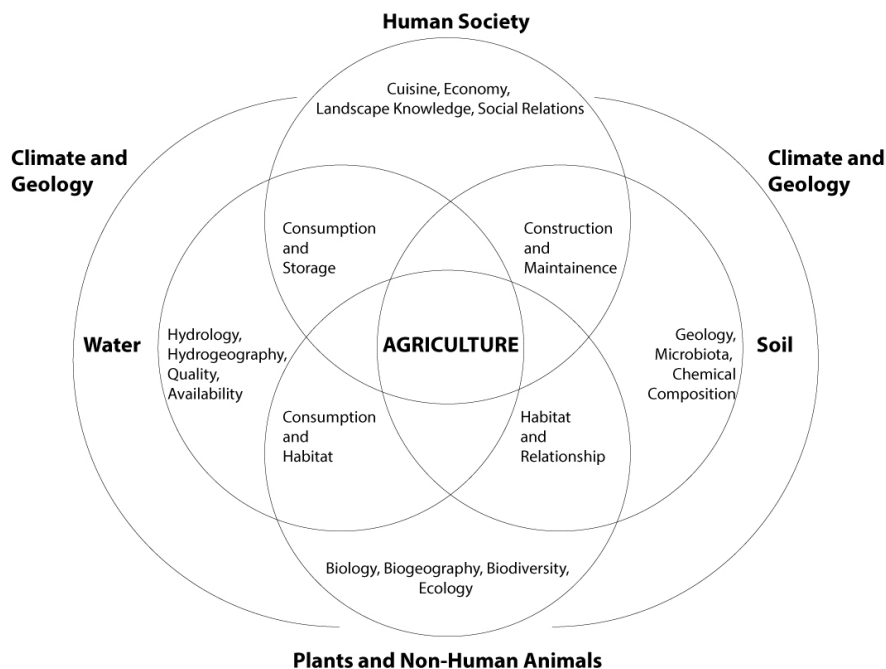 Human Society
Cuisine, Economy,
Landscape Knowledge, Social Relations
Climate and
Geology
Climate and
Geology
Consumption
and
Storage
Construction
and
Maintainence
Water
Hydrology,
Hydrogeography,
Quality,
Availability
AGRICULTURE
Geology,
Microbiota,
Chemical
Composition
Soil
Consumption
and
Habitat
Habitat
and
Relationship
Biology, Biogeography, Biodiversity,
Ecology
Plants and Non-Human Animals